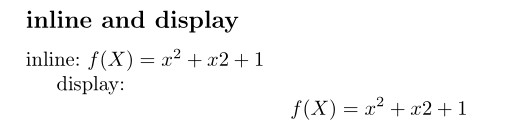 inline and display
inline: f(X) = x² + x2 + 1
display:
f(X) = x² + x2 + 1